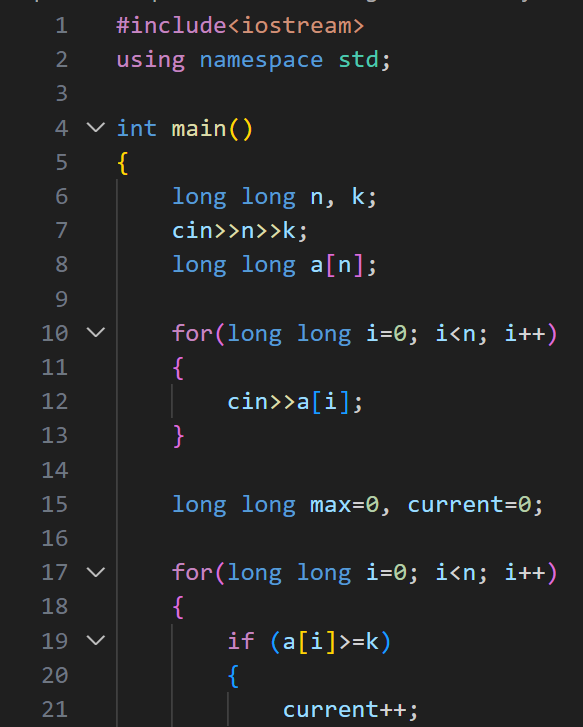 1 #include<iostream>
2 using namespace std;
3
4 int main()
5 {
6 long long n, k;
7 cin>>n>>k;
8 long long a[n];
9
10 for(long long i=0; i<n; i++)
11 {
12 cin>>a[i];
13 }
14
15 long long max=0, current=0;
16
17 for(long long i=0; i<n; i++)
18 {
19 if (a[i]>=k)
20 {
21 current++;